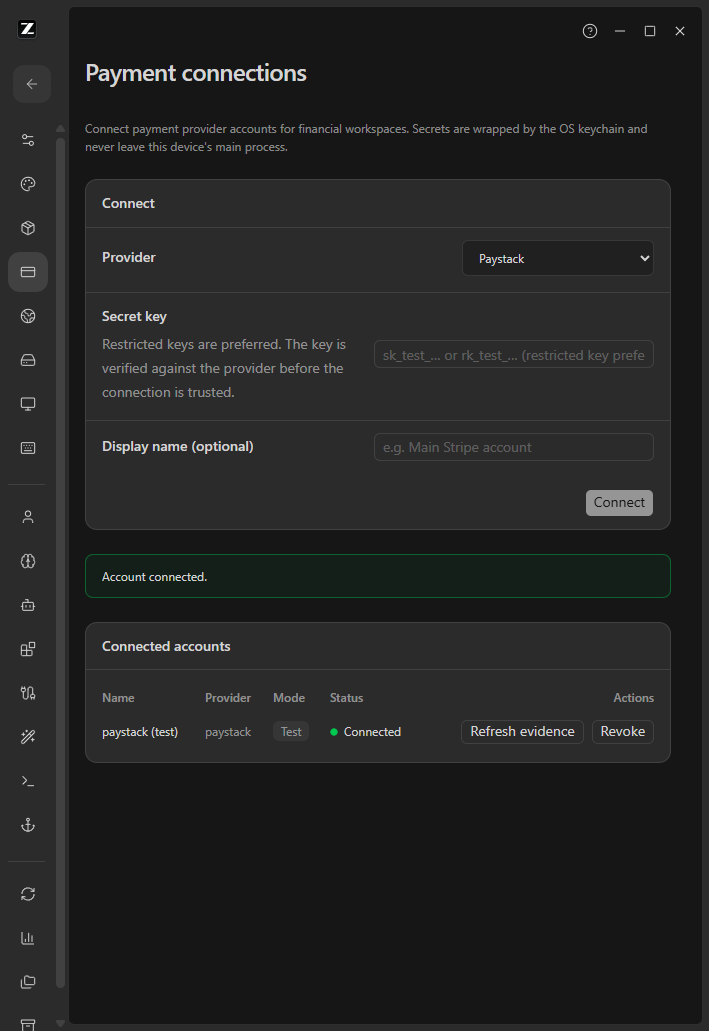 Z
Payment connections
Connect payment provider accounts for financial workspaces. Secrets are wrapped by the OS keychain and
never leave this device's main process.
Connect
Provider
Paystack
Secret key
Restricted keys are preferred. The key is
verified against the provider before the
connection is trusted.
sk_test_... or rk_test_... (restricted key prefe
Display name (optional)
e.g. Main Stripe account
Connect
Account connected.
Connected accounts
Name Provider Mode Status Actions
paystack (test) paystack Test Connected Refresh evidence Revoke